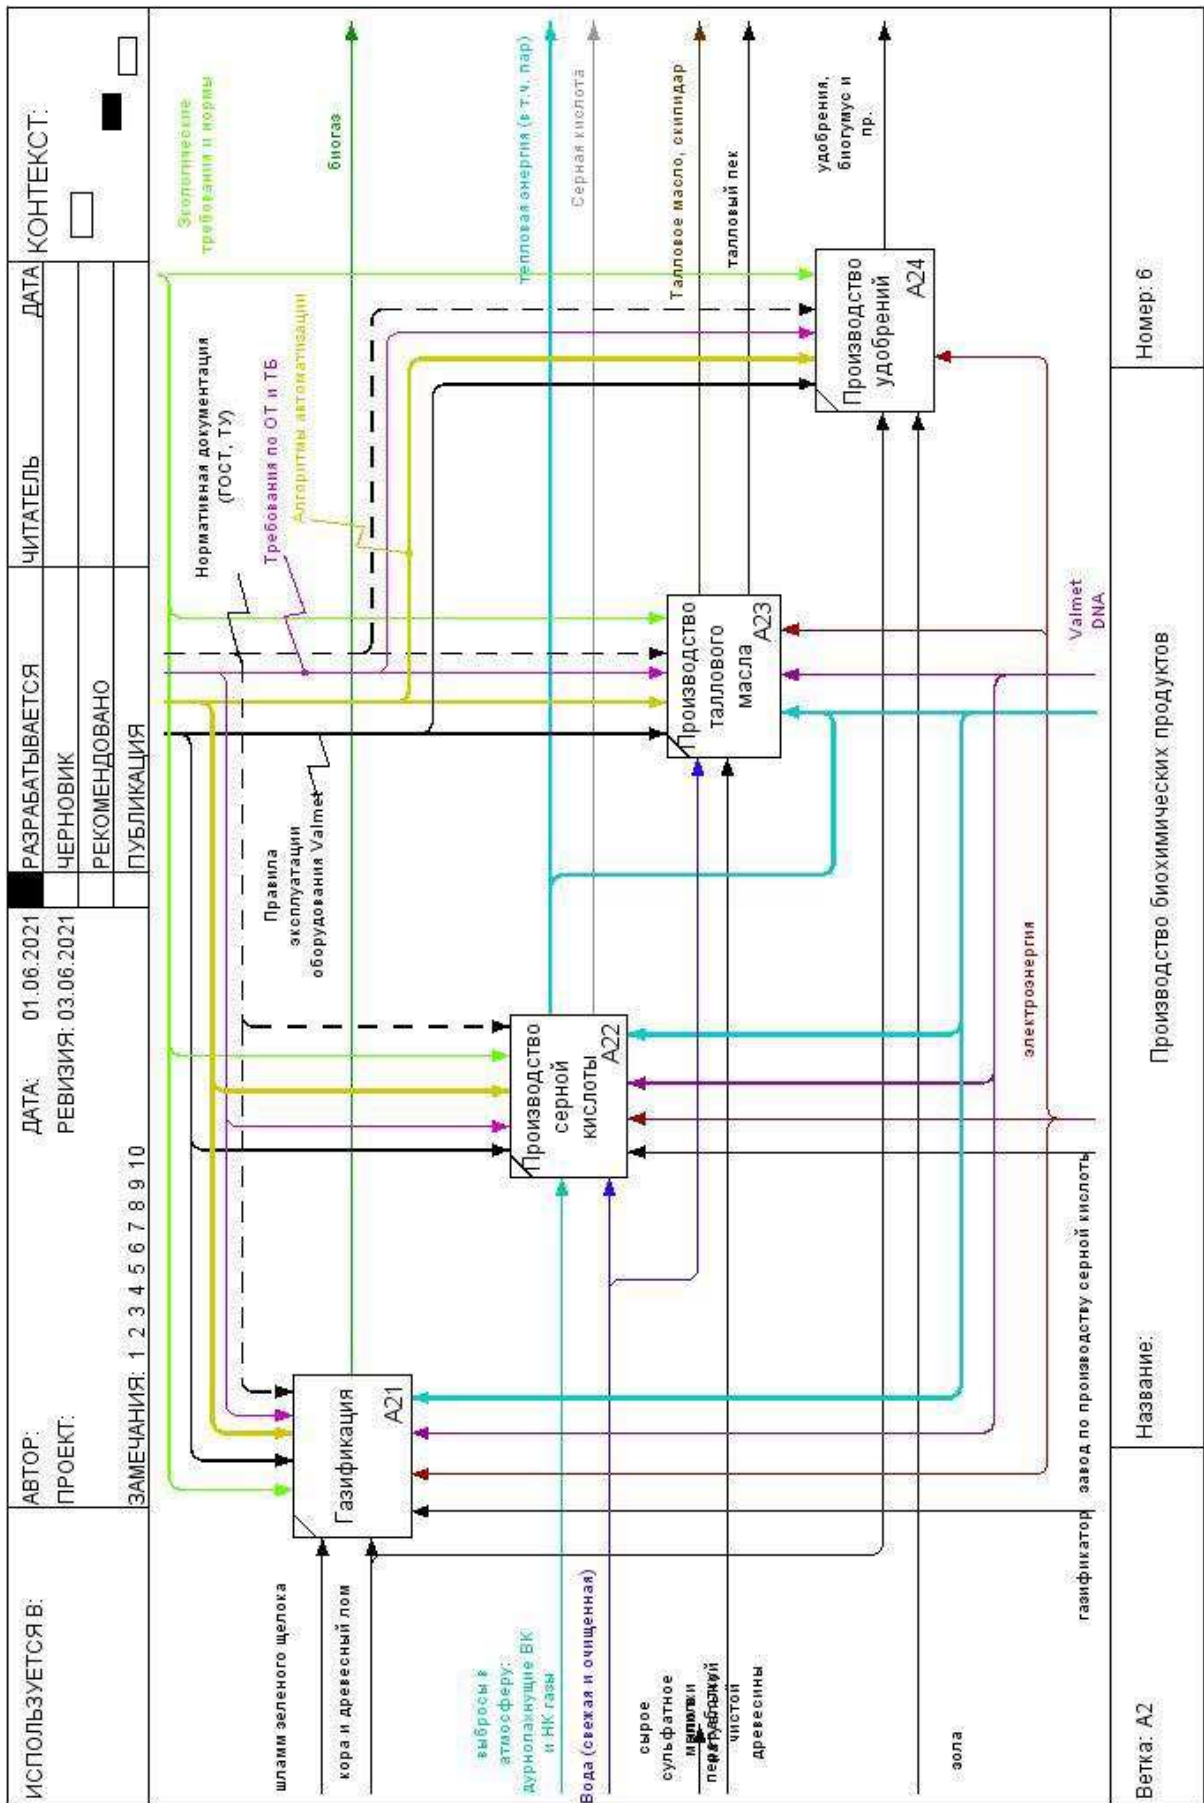 ИСПОЛЬЗУЕТСЯ В:
АВТОР:
ДАТА: 01.06.2021
РАЗРАБАТЫВАЕТСЯ
ЧИТАТЕЛЬ
ДАТА
КОНТЕКСТ:
ПРОЕКТ:
РЕВИЗИЯ: 03.06.2021
ЧЕРНОВИК
РЕКОМЕНДОВАНО
ЗАМЕЧАНИЯ: 1 2 3 4 5 6 7 8 9 10
ПУБЛИКАЦИЯ
Экологические
требования и нормы
Нормативная документация
(ГОСТ, ТУ)
Требования по ОТ и ТБ
Алгоритмы автоматизации
Правила
эксплуатации
оборудования Valmet
шламм зеленого щелока
кора и древесный лом
Газификация
A21
биогаз
выбросы в
атмосферу:
дурнопахнущие ВК
и НК газы
Вода (свежая и очищенная)
Производство
серной
кислоты
A22
тепловая энергия (в т.ч. пар)
Серная кислота
сырое
сульфатное
чистой
древесины
Производство
таллового
масла
A23
Талловое масло, скипидар
талловый пек
Производство
удобрений
A24
удобрения,
биогумус и
пр.
зола
газификатор
завод по производству серной кислоть
электроэнергия
Valmet
DNA
Ветка: A2
Название:
Производство биохимических продуктов
Номер: 6